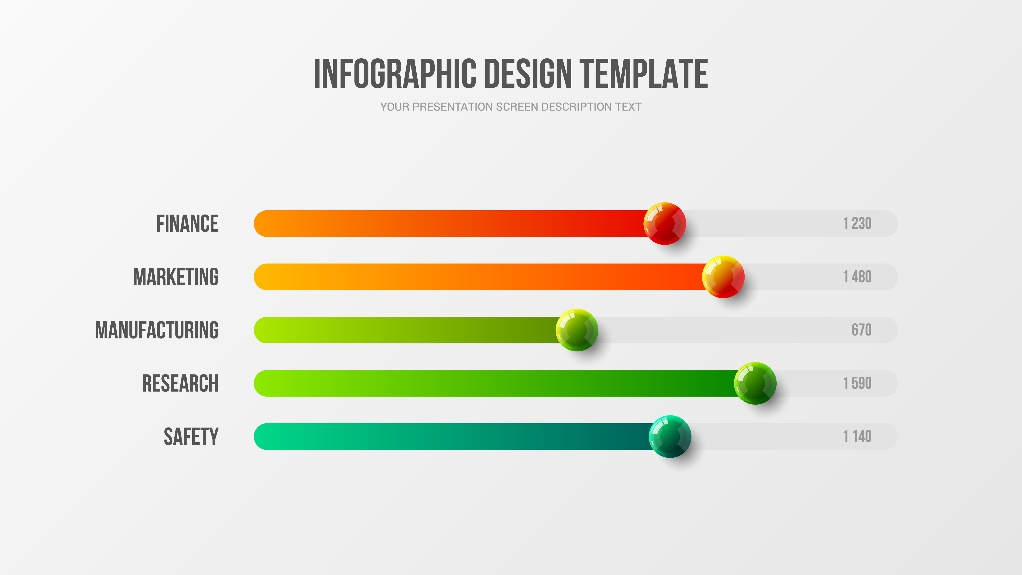 INFOGRAPHIC DESIGN TEMPLATE
YOUR PRESENTATION SCREEN DESCRIPTION TEXT
FINANCE 1 230
MARKETING 1 480
MANUFACTURING 670
RESEARCH 1 590
SAFETY 1 140